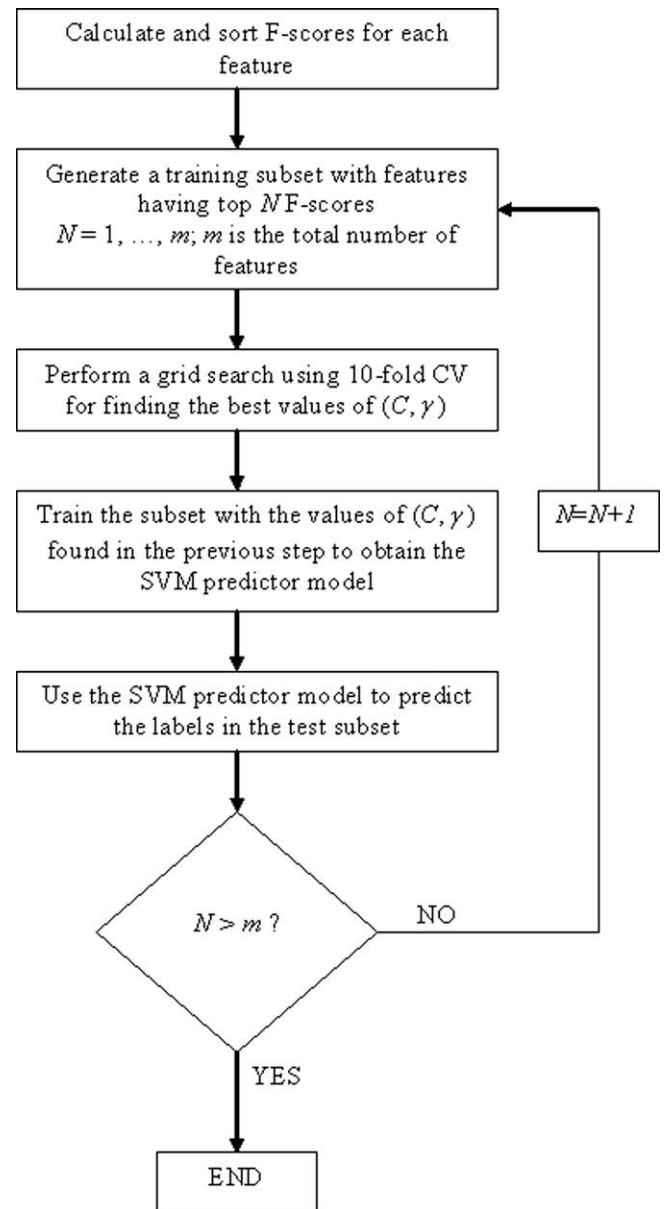 Calculate and sort F-scores for each
feature
Generate a training subset with features
having top N F-scores
N = 1, ..., m; m is the total number of
features
Perform a grid search using 10-fold CV
for finding the best values of (C, γ)
Train the subset with the values of (C, γ)
found in the previous step to obtain the
SVM predictor model
N=N+1
Use the SVM predictor model to predict
the labels in the test subset
N > m ?
NO
YES
END